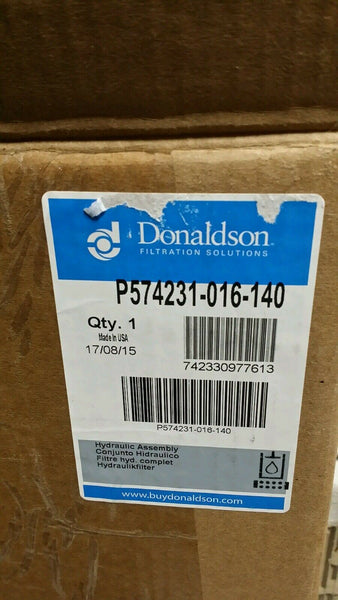 Donaldson
FILTRATION SOLUTIONS
P574231-016-140
Qty. 1
Made in USA
17/08/15
742330977613
P574231-016-140
Hydraulic Assembly
Conjunto Hidraulico
Filtre hyd. complet
Hydraulikfilter
www.buydonaldson.com